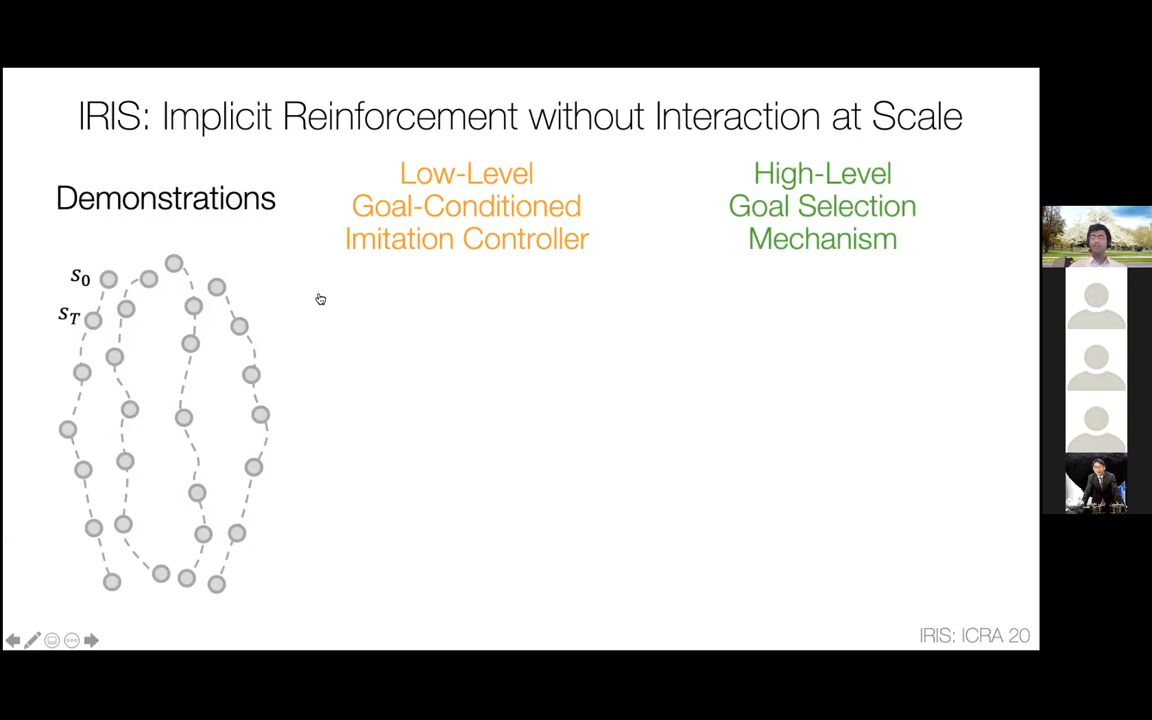 IRIS: Implicit Reinforcement without Interaction at Scale
Demonstrations
Low-Level
Goal-Conditioned
Imitation Controller
High-Level
Goal Selection
Mechanism
s0
sT
IRIS: ICRA 20